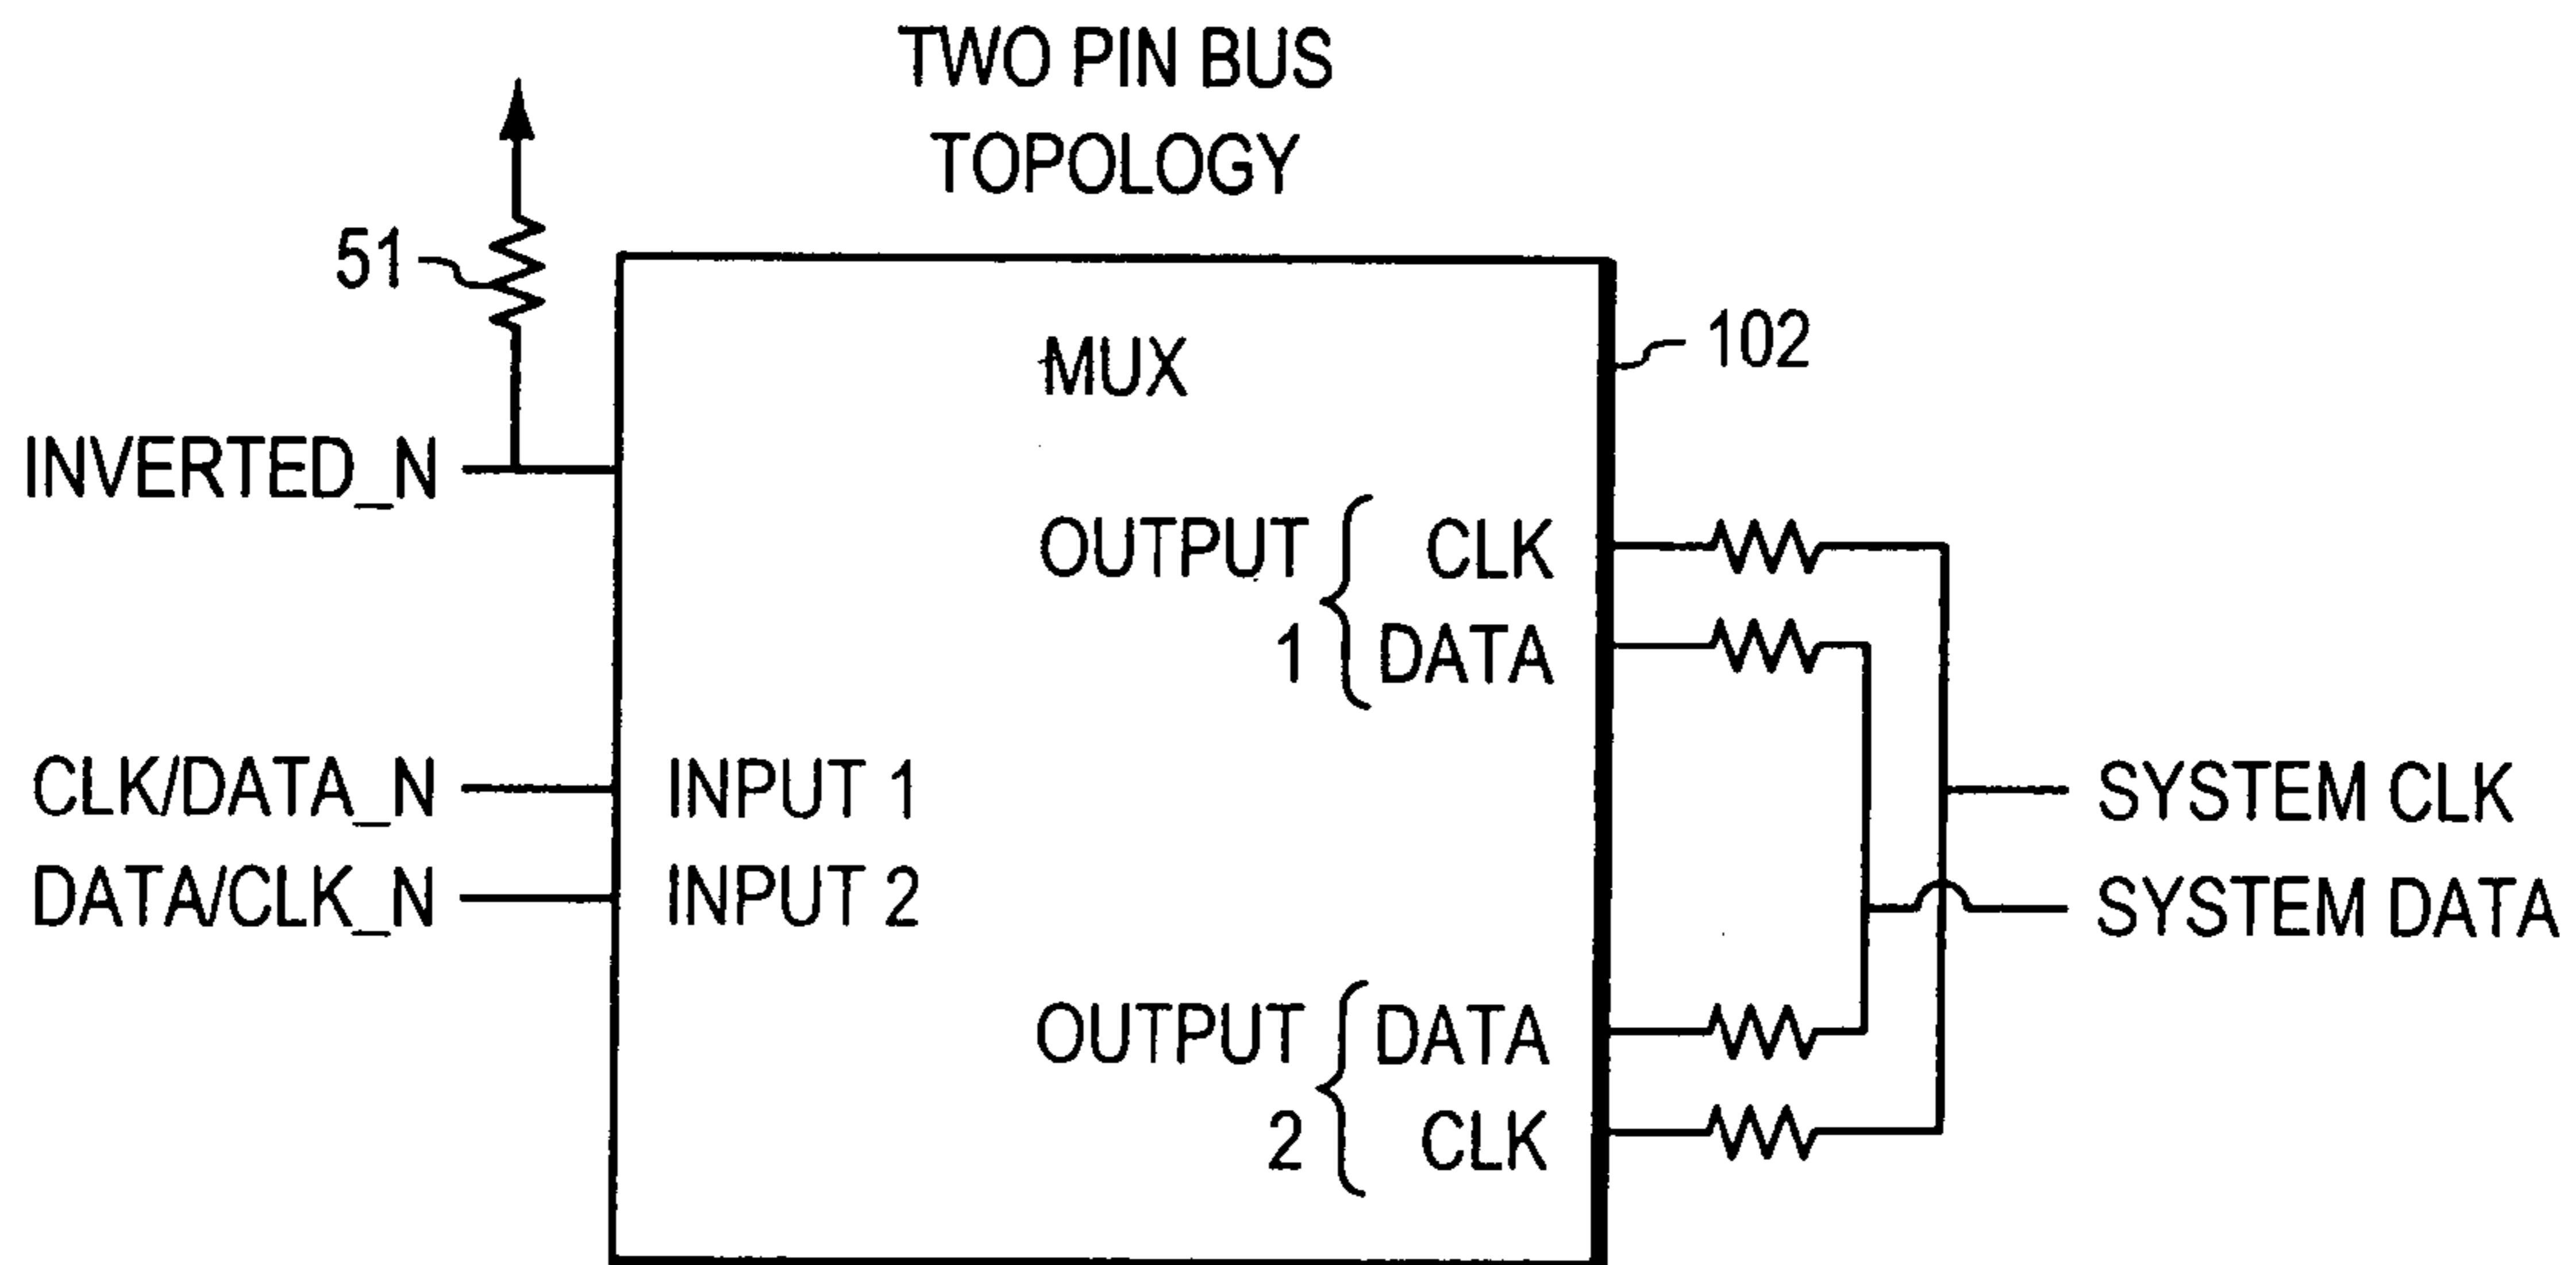 TWO PIN BUS
TOPOLOGY
51
MUX
102
INVERTED_N
OUTPUT
1
CLK
DATA
CLK/DATA_N
INPUT 1
SYSTEM CLK
DATA/CLK_N
INPUT 2
SYSTEM DATA
OUTPUT
2
DATA
CLK